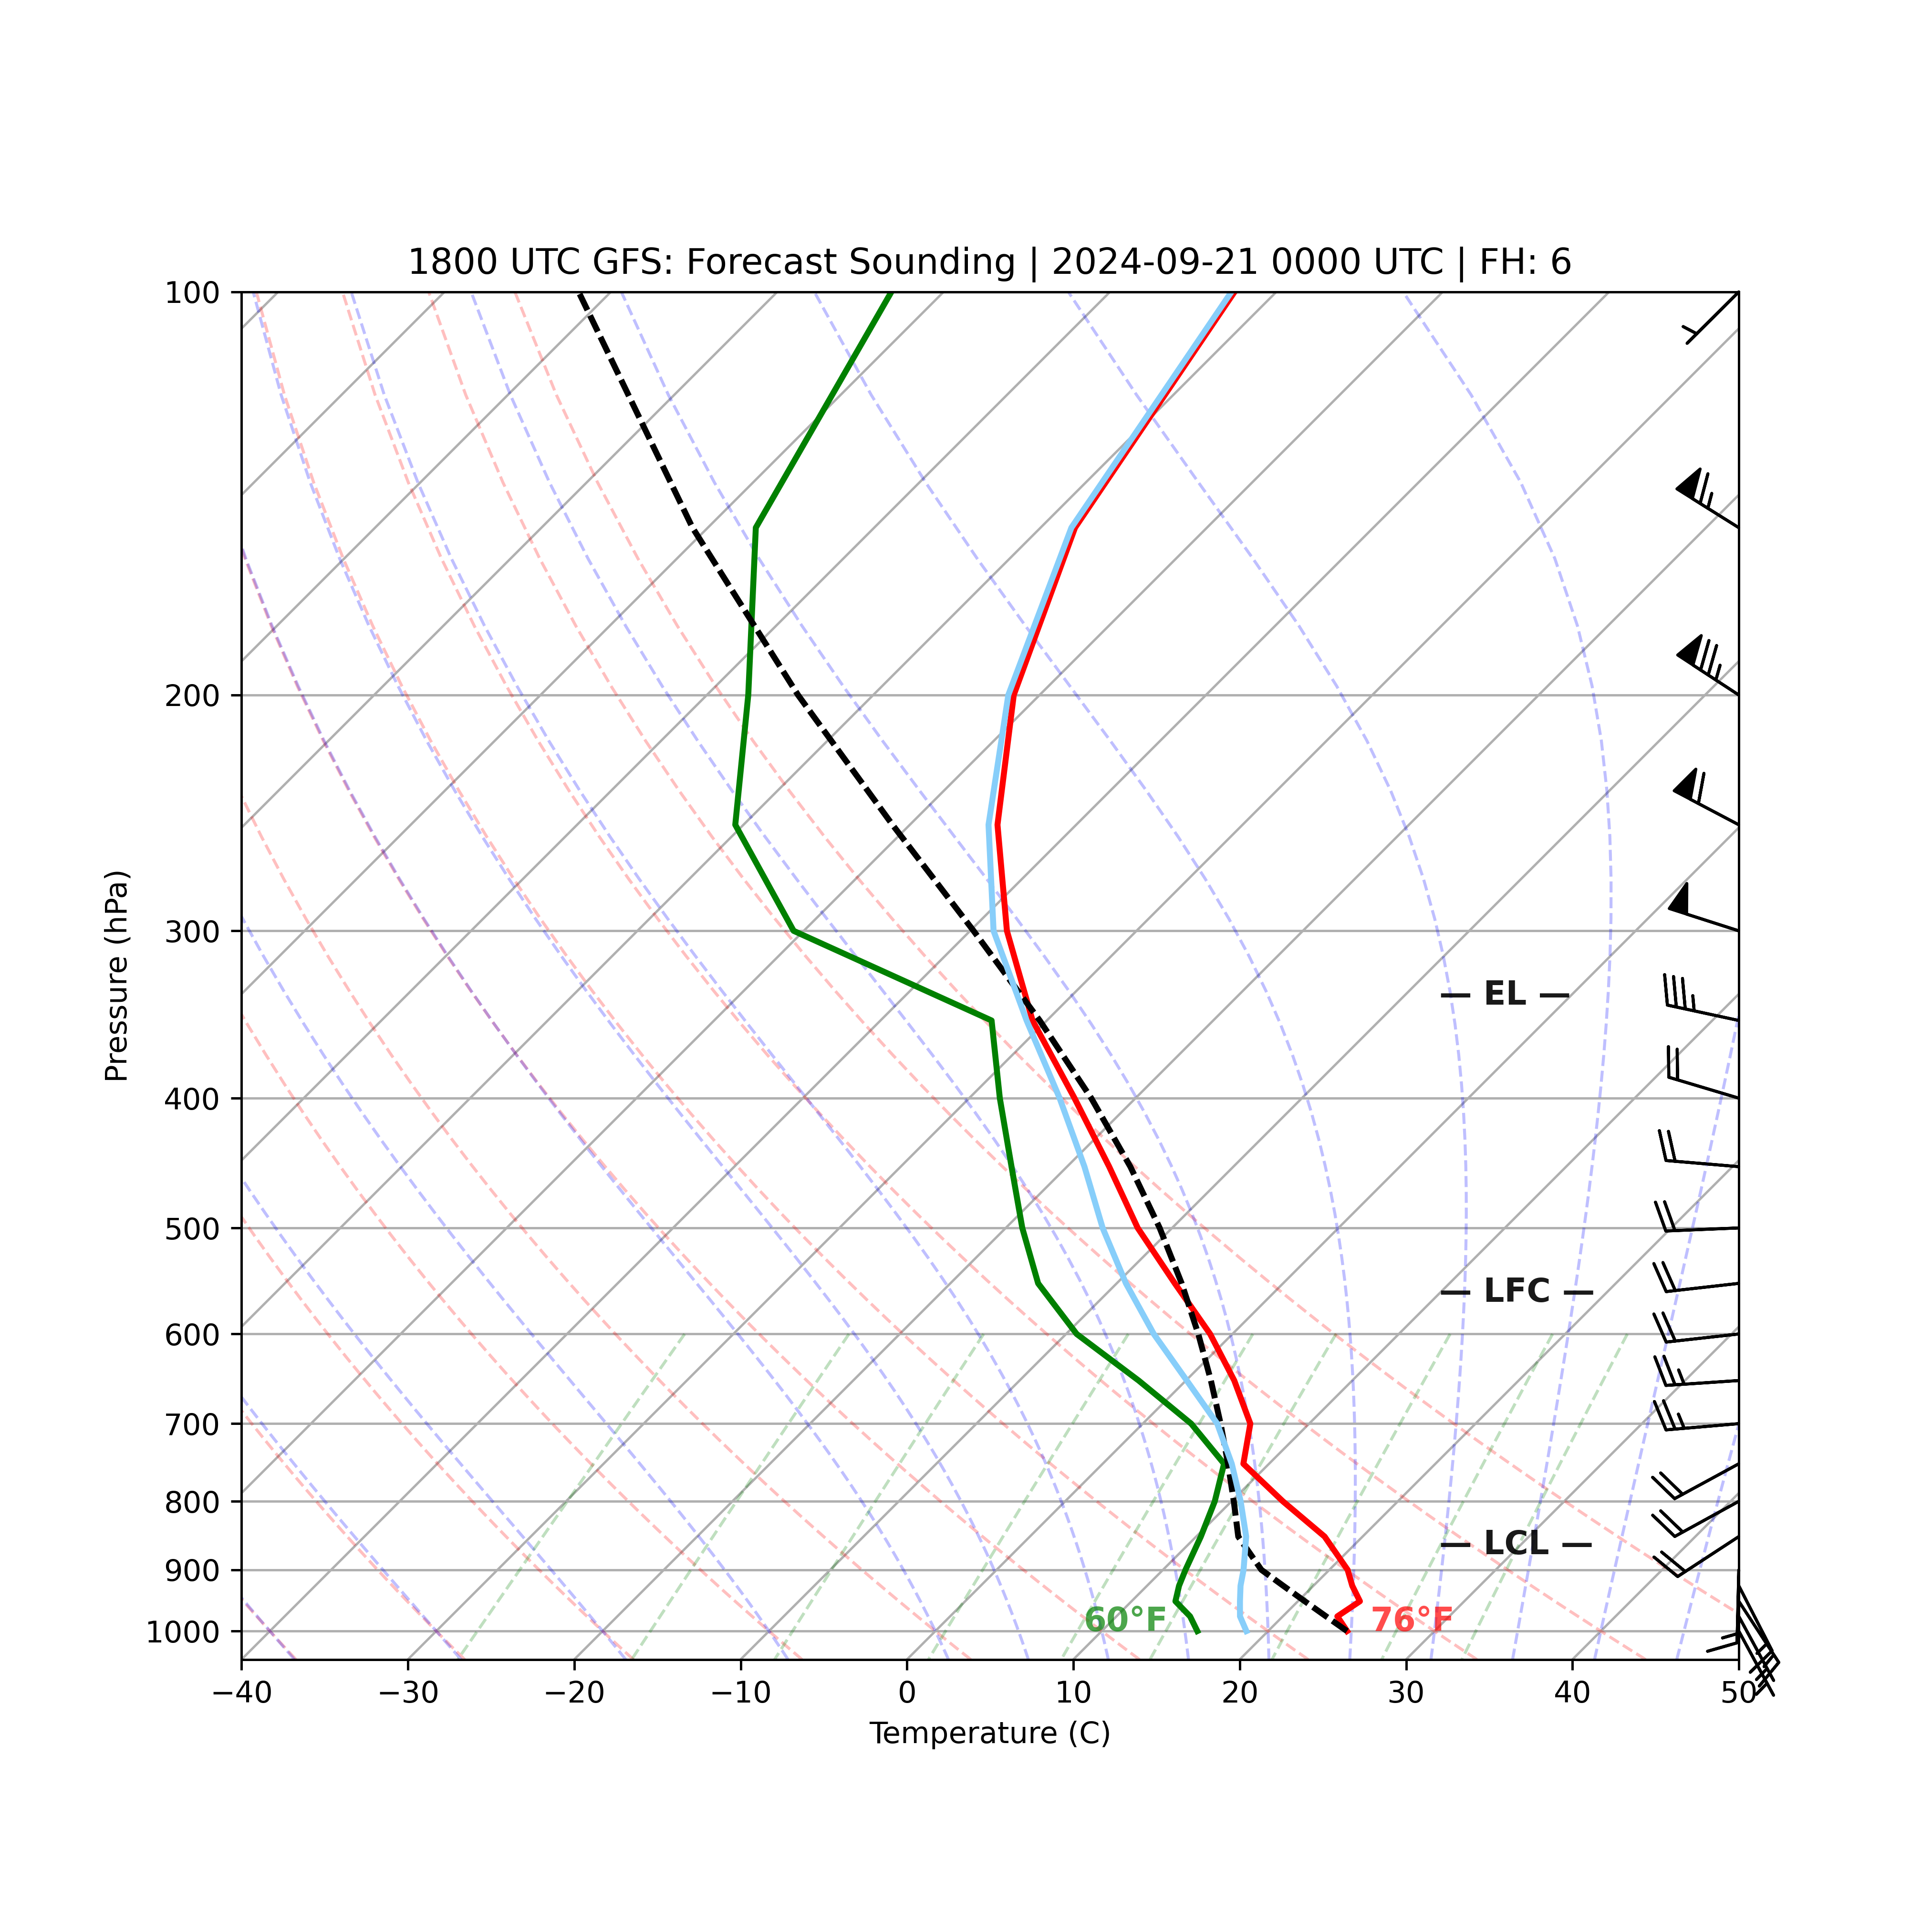 1800 UTC GFS: Forecast Sounding | 2024-09-21 0000 UTC | FH: 6
100
200
300
400
500
600
700
800
900
1000
Pressure (hPa)
— EL —
— LFC —
— LCL —
60°F
76°F
−40 −30 −20 −10 0 10 20 30 40 50
Temperature (C)